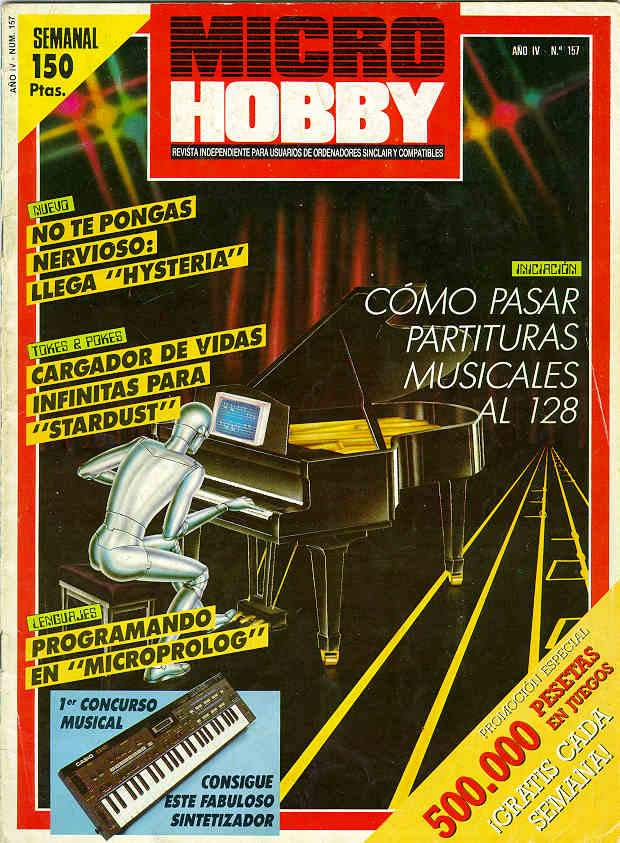 AÑO IV - NUM. 157
SEMANAL
150
Ptas.
MICRO
HOBBY
AÑO IV - N.º 157
REVISTA INDEPENDIENTE PARA USUARIOS DE ORDENADORES SINCLAIR Y COMPATIBLES
NUEVO
NO TE PONGAS
NERVIOSO:
LLEGA "HYSTERIA"
INICIACIÓN
CÓMO PASAR
PARTITURAS
MUSICALES
AL 128
TOKES & POKES
CARGADOR DE VIDAS
INFINITAS PARA
"STARDUST"
LENGUAJES
PROGRAMANDO
EN "MICROPROLOG"
1er CONCURSO
MUSICAL
CASIO
CONSIGUE
ESTE FABULOSO
SINTETIZADOR
PROMOCIÓN ESPECIAL
500.000 PESETAS
EN JUEGOS
¡GRATIS CADA
SEMANA!